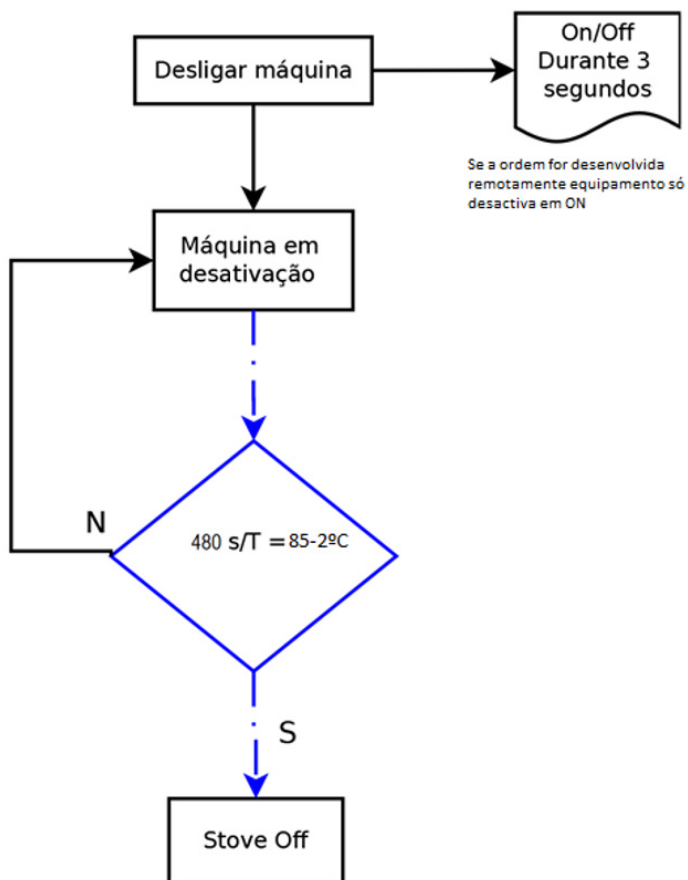 Desligar máquina
On/Off
Durante 3
segundos
Se a ordem for desenvolvida
remotamente equipamento só
desactiva em ON
Máquina em
desativação
N
480 s/T = 85-2ºC
S
Stove Off